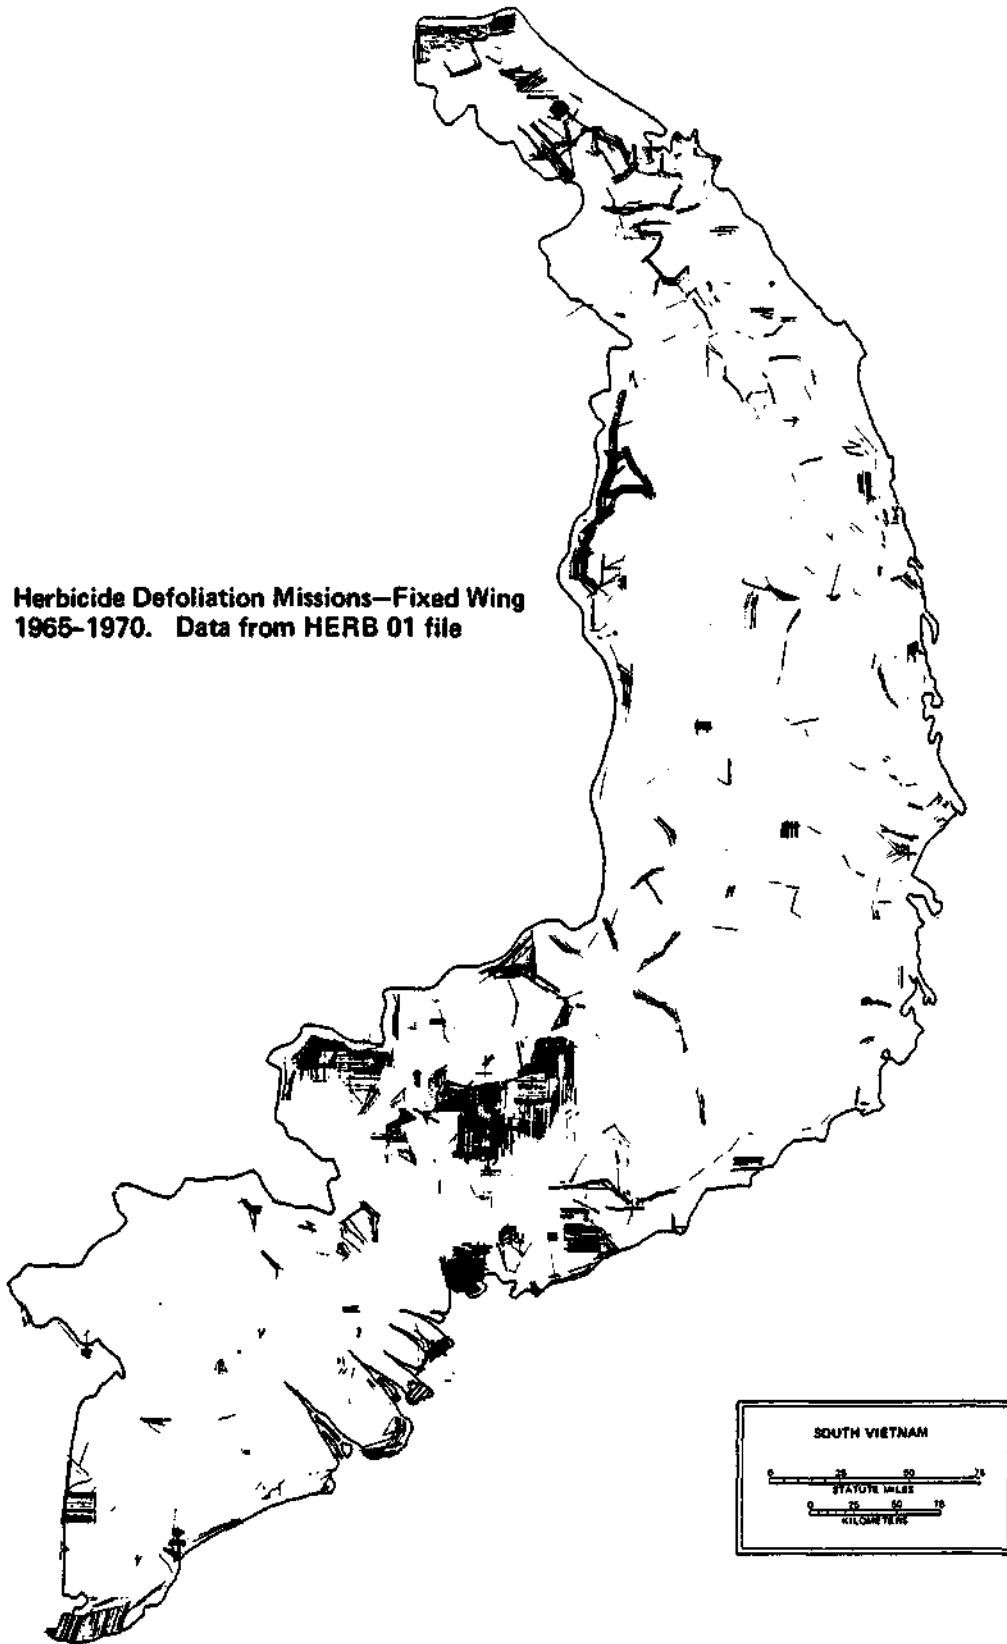 Herbicide Defoliation Missions—Fixed Wing
1965-1970. Data from HERB 01 file
SOUTH VIETNAM
0 25 50 75
STATUTE MILES
0 25 50 75
KILOMETERS